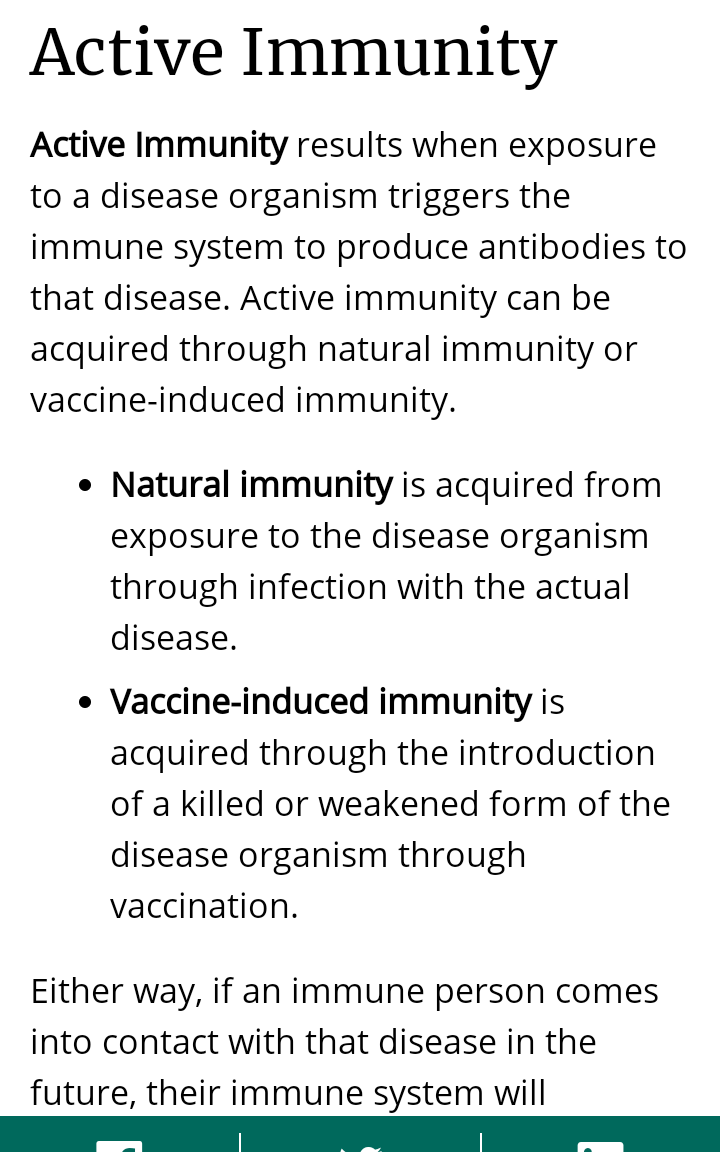 Active Immunity
Active Immunity results when exposure
to a disease organism triggers the
immune system to produce antibodies to
that disease. Active immunity can be
acquired through natural immunity or
vaccine-induced immunity.
• Natural immunity is acquired from
exposure to the disease organism
through infection with the actual
disease.
• Vaccine-induced immunity is
acquired through the introduction
of a killed or weakened form of the
disease organism through
vaccination.
Either way, if an immune person comes
into contact with that disease in the
future, their immune system will